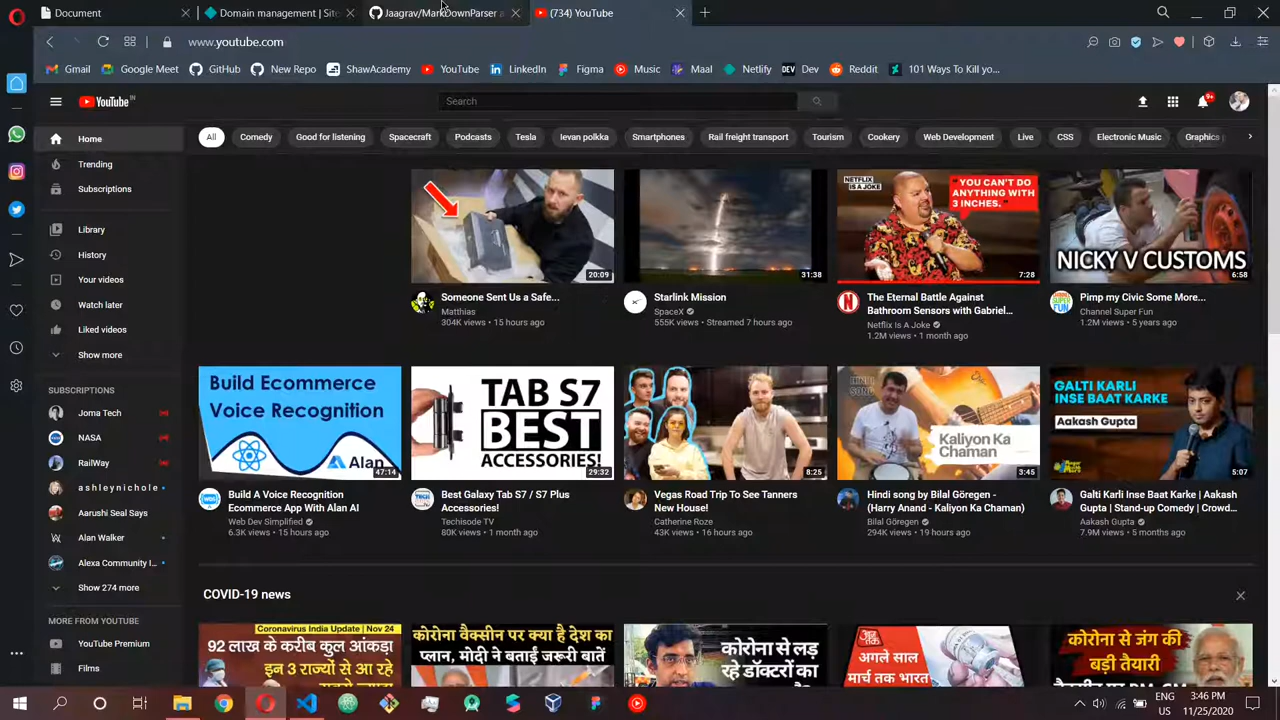 Document
Domain management | Site
Jaagrav/MarkDownParser
(734) YouTube
www.youtube.com
Gmail
Google Meet
GitHub
New Repo
ShawAcademy
YouTube
LinkedIn
Figma
Music
Maal
Netlify
DEV Dev
Reddit
101 Ways To Kill yo...
YouTube IN
Search
9+
Home
Trending
Subscriptions
Library
History
Your videos
Watch later
Liked videos
Show more
SUBSCRIPTIONS
Joma Tech
NASA
RailWay
ashleynichole
Aarushi Seal Says
Alan Walker
Alexa Community I...
Show 274 more
MORE FROM YOUTUBE
YouTube Premium
Films
All
Comedy
Good for listening
Spacecraft
Podcasts
Tesla
Ievan polkka
Smartphones
Rail freight transport
Tourism
Cookery
Web Development
Live
CSS
Electronic Music
Graphics
20:09
Someone Sent Us a Safe...
Matthias
304K views • 15 hours ago
31:38
Starlink Mission
SpaceX
555K views • Streamed 7 hours ago
NETFLIX
IS A JOKE
"YOU CAN'T DO
ANYTHING WITH
3 INCHES."
7:28
The Eternal Battle Against
Bathroom Sensors with Gabriel...
Netflix Is A Joke
1.2M views • 1 month ago
NICKY V CUSTOMS
6:58
Pimp my Civic Some More...
Channel Super Fun
1.2M views • 5 years ago
Build Ecommerce
Voice Recognition
Alan
47:14
Build A Voice Recognition
Ecommerce App With Alan AI
Web Dev Simplified
6.3K views • 15 hours ago
TAB S7
BEST
ACCESSORIES!
29:32
Best Galaxy Tab S7 / S7 Plus
Accessories!
Techisode TV
80K views • 1 month ago
8:25
Vegas Road Trip To See Tanners
New House!
Catherine Roze
43K views • 16 hours ago
HINDI
SONG
Kaliyon Ka
Chaman
3:45
Hindi song by Bilal Göregen -
(Harry Anand - Kaliyon Ka Chaman)
Bilal Göregen
294K views • 19 hours ago
GALTI KARLI
INSE BAAT KARKE
Aakash Gupta
5:07
Galti Karli Inse Baat Karke | Aakash
Gupta | Stand-up Comedy | Crowd...
Aakash Gupta
7.9M views • 5 months ago
COVID-19 news
Coronavirus India Update | Nov 24
92 लाख के करीब कुल आंकड़ा
इन 3 राज्यों से आ रहे
कोरोना वैक्सीन पर क्या है देश का
प्लान, मोदी ने बताईं जरूरी बातें
कोरोना से लड़
रहे डॉक्टरों का
अगले साल
मार्च तक भारत
कोरोना से जंग की
बड़ी तैयारी
ENG
US
3:46 PM
11/25/2020